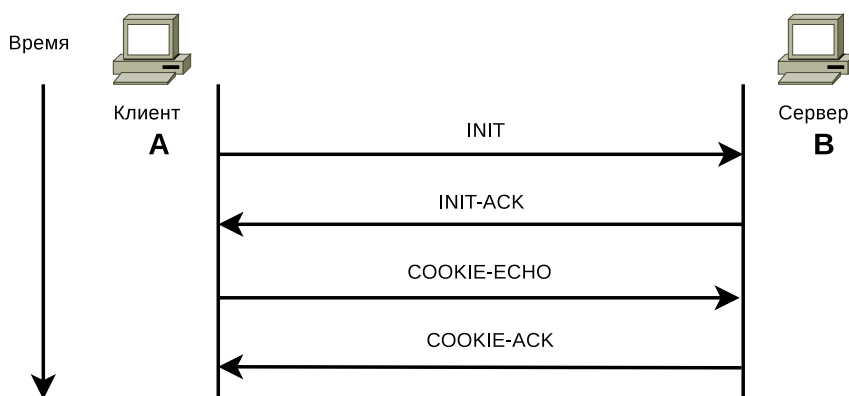 Время
Клиент
A
Сервер
B
INIT
INIT-ACK
COOKIE-ECHO
COOKIE-ACK